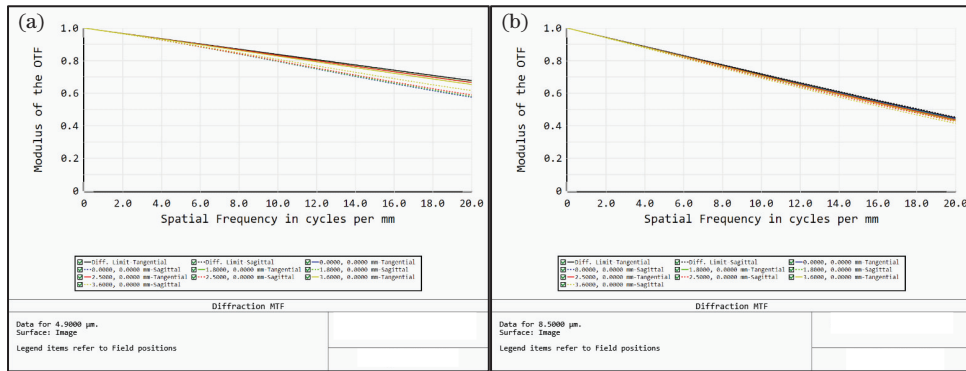 (a)
1.0
0.8
0.6
0.4
0.2
0
Modulus of the OTF
0 2.0 4.0 6.0 8.0 10.0 12.0 14.0 16.0 18.0 20.0
Spatial Frequency in cycles per mm
Diff. Limit-Tangential Diff. Limit-Sagittal 0.0000, 0.0000 mm-Tangential
0.0000, 0.0000 mm-Sagittal 1.8000, 0.0000 mm-Tangential 1.8000, 0.0000 mm-Sagittal
2.5000, 0.0000 mm-Tangential 2.5000, 0.0000 mm-Sagittal 3.6000, 0.0000 mm-Tangential
3.6000, 0.0000 mm-Sagittal
Diffraction MTF
Data for 4.9000 μm.
Surface: Image
Legend items refer to Field positions
(b)
1.0
0.8
0.6
0.4
0.2
0
Modulus of the OTF
0 2.0 4.0 6.0 8.0 10.0 12.0 14.0 16.0 18.0 20.0
Spatial Frequency in cycles per mm
Diff. Limit-Tangential Diff. Limit-Sagittal 0.0000, 0.0000 mm-Tangential
0.0000, 0.0000 mm-Sagittal 1.8000, 0.0000 mm-Tangential 1.8000, 0.0000 mm-Sagittal
2.5000, 0.0000 mm-Tangential 2.5000, 0.0000 mm-Sagittal 3.6000, 0.0000 mm-Tangential
3.6000, 0.0000 mm-Sagittal
Diffraction MTF
Data for 8.5000 μm.
Surface: Image
Legend items refer to Field positions